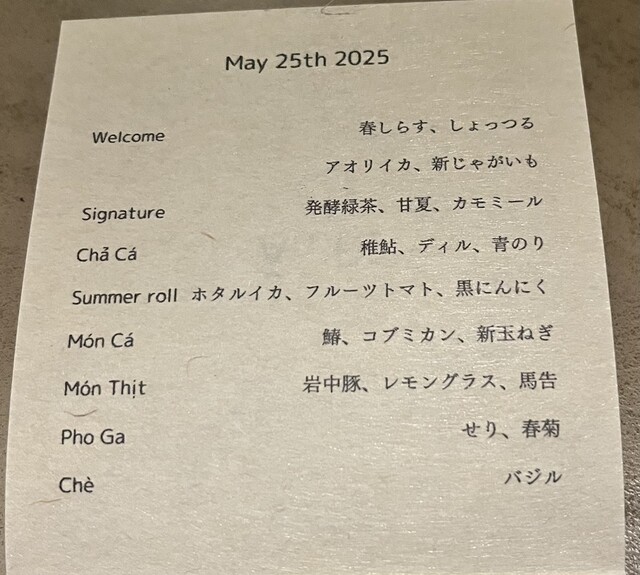 May 25th 2025
Welcome 春しらす、しょっつる
アオリイカ、新じゃがいも
Signature 発酵緑茶、甘夏、カモミール
Chả Cá 稚鮎、ディル、青のり
Summer roll ホタルイカ、フルーツトマト、黒にんにく
Món Cá 鰆、コブミカン、新玉ねぎ
Món Thịt 岩中豚、レモングラス、馬告
Pho Ga せり、春菊
Chè バジル